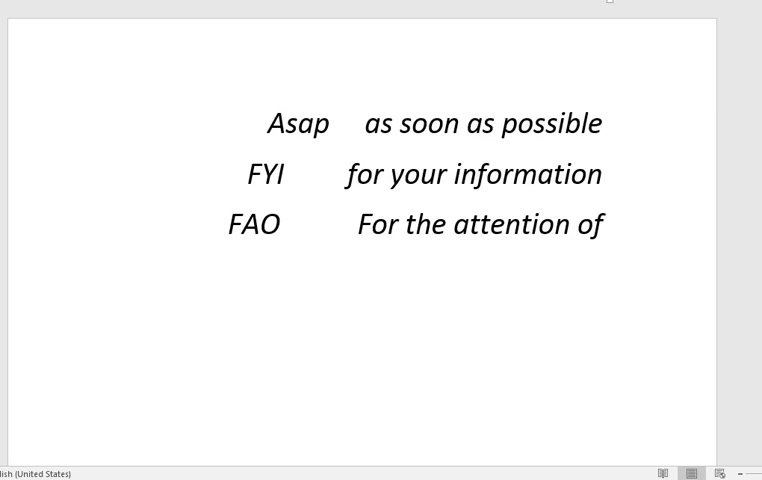 Asap as soon as possible
FYI for your information
FAO For the attention of
lish (United States)